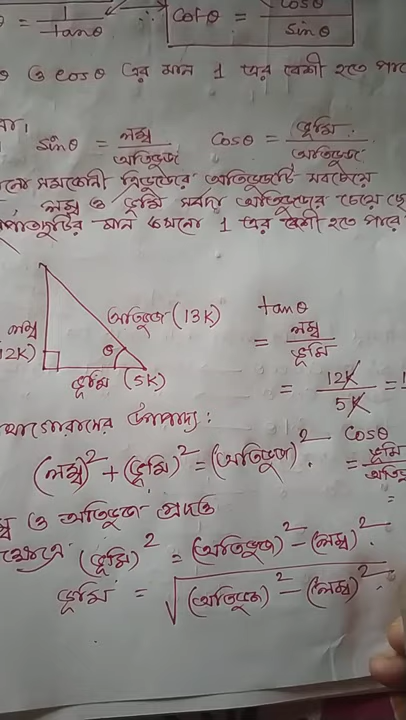 θ = 1/tanθ ∴ cotθ = cosθ/sinθ
θ ও cosθ এর মান 1 এর বেশী হতে পারে
sinθ = লম্ব/অতিভুজ cosθ = ভূমি/অতিভুজ
সমকোণী ত্রিভুজের অতিভুজটি সবচেয়ে
লম্ব ও ভূমি সর্বদা অতিভুজের চেয়ে ছো
মান কখনো 1 এর বেশী হতে পারে
tanθ
লম্ব অতিভুজ (13K) = লম্ব/ভূমি
12K) θ
ভূমি (5K) = 12K/5K = 1
উপপাদ্য :
(লম্ব)² + (ভূমি)² = (অতিভুজ)². cosθ
= ভূমি/অতিভু
ও অতিভুজ প্রদত্ত =
ক্ষেত্রে (ভূমি)² = (অতিভুজ)² – (লম্ব)².
ভূমি = √(অতিভুজ)² – (লম্ব)².